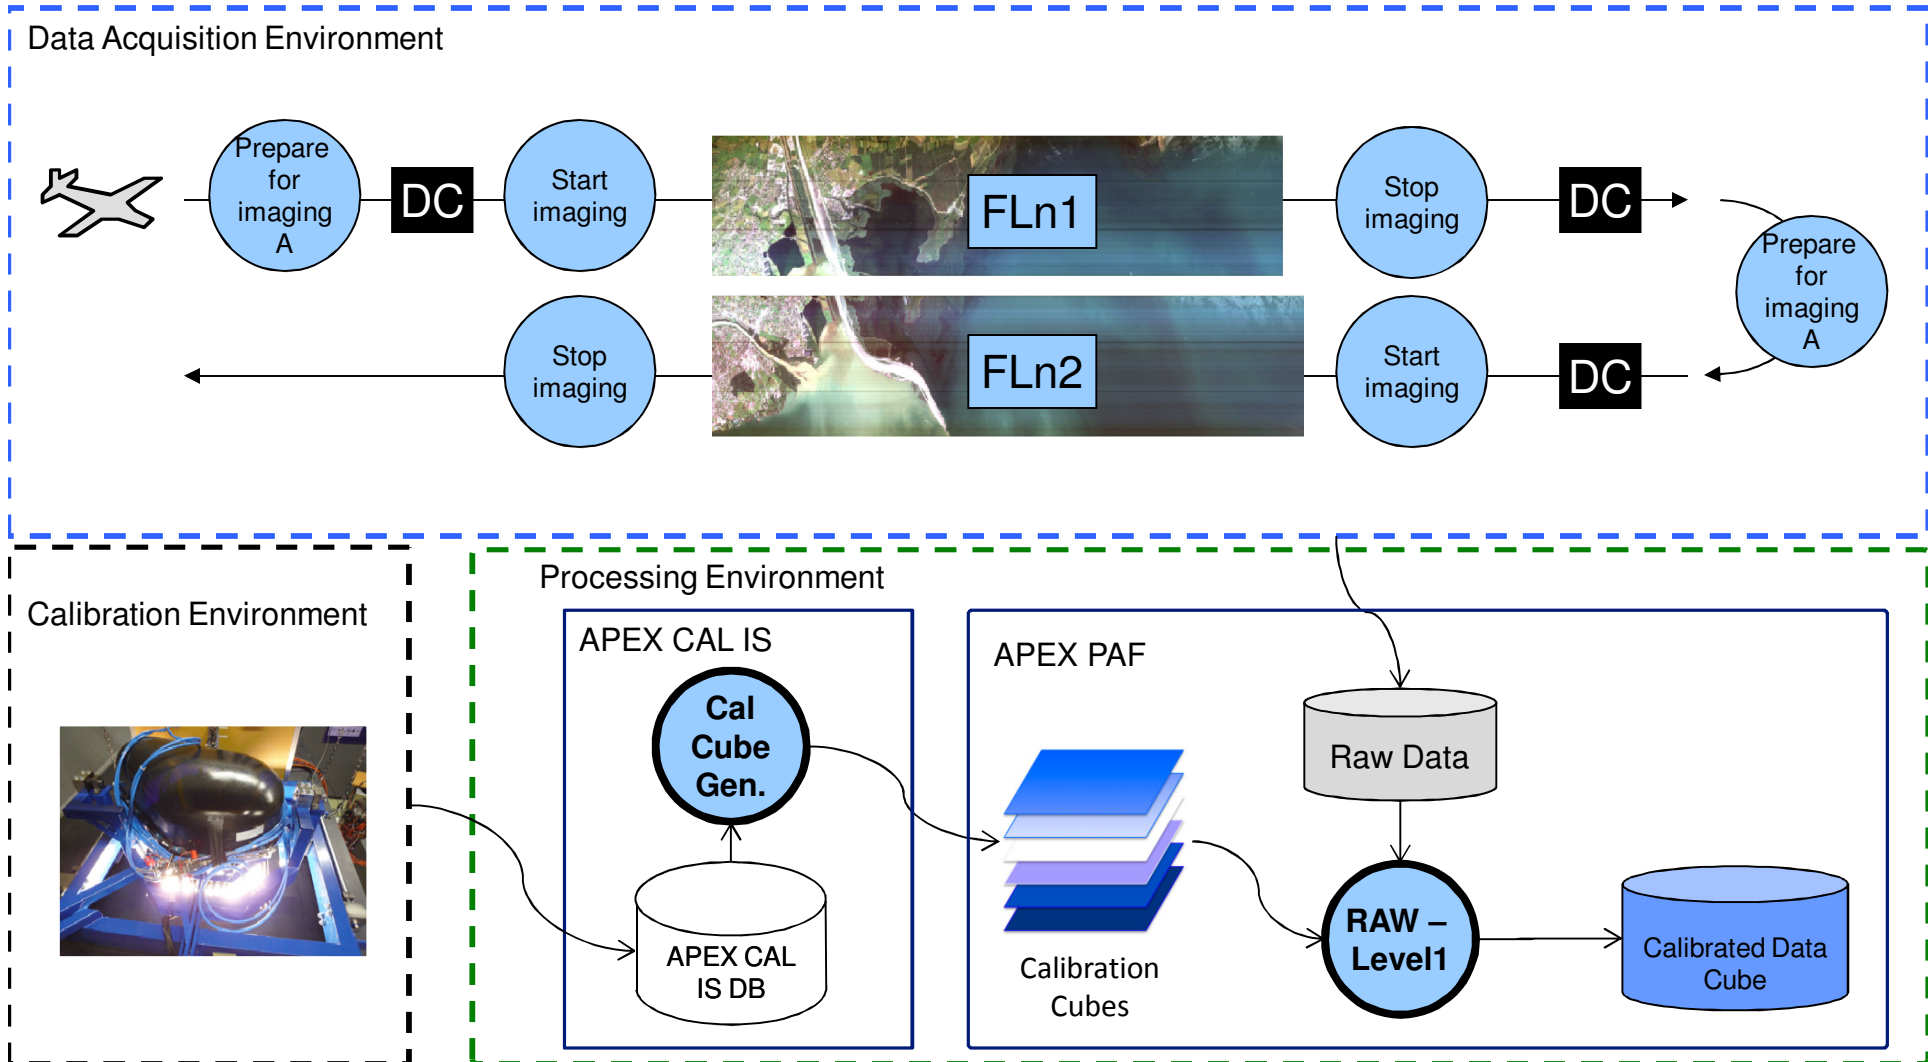 Data Acquisition Environment
Prepare
for
imaging
A
DC
Start
imaging
FLn1
Stop
imaging
DC
Prepare
for
imaging
A
Stop
imaging
FLn2
Start
imaging
DC
Calibration Environment
Processing Environment
APEX CAL IS
Cal
Cube
Gen.
APEX CAL
IS DB
APEX PAF
Calibration
Cubes
Raw Data
RAW –
Level1
Calibrated Data
Cube